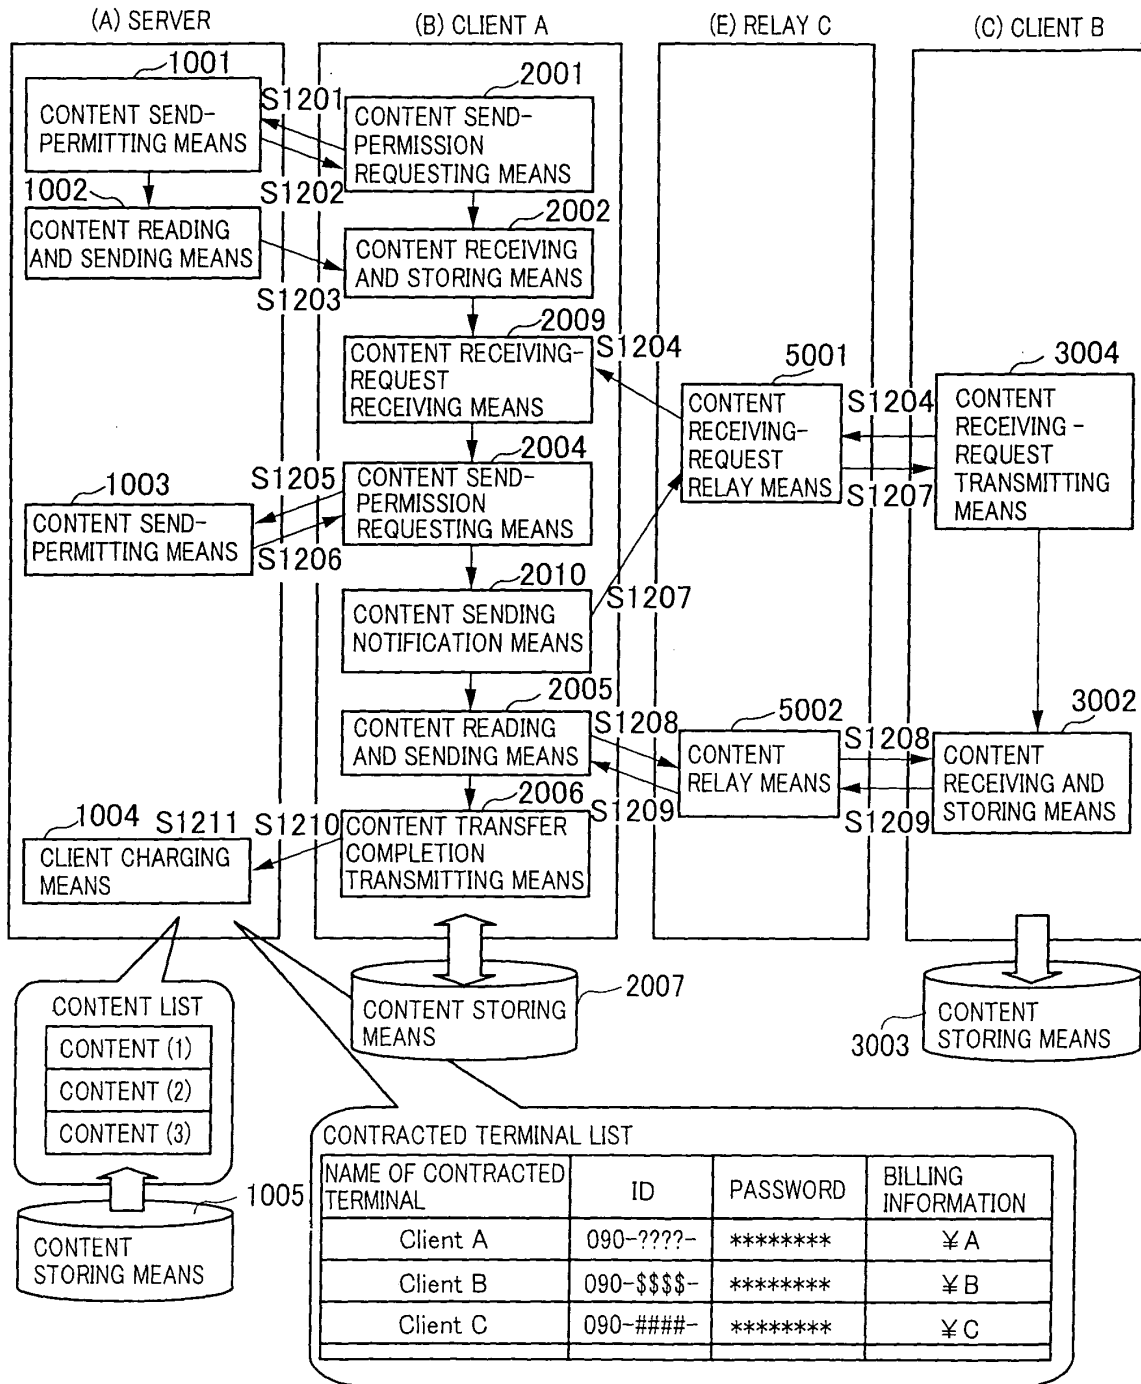 (A) SERVER
(B) CLIENT A
(E) RELAY C
(C) CLIENT B
1001
CONTENT SEND-
PERMITTING MEANS
S1201
2001
CONTENT SEND-
PERMISSION
REQUESTING MEANS
1002
S1202
CONTENT READING
AND SENDING MEANS
2002
CONTENT RECEIVING
AND STORING MEANS
S1203
2009
S1204
CONTENT RECEIVING-
REQUEST
RECEIVING MEANS
5001
CONTENT
RECEIVING-
REQUEST
RELAY MEANS
S1204
S1207
3004
CONTENT
RECEIVING-
REQUEST
TRANSMITTING
MEANS
2004
1003
S1205
CONTENT SEND-
PERMISSION
REQUESTING MEANS
CONTENT SEND-
PERMITTING MEANS
S1206
2010
CONTENT SENDING
NOTIFICATION MEANS
S1207
2005
CONTENT READING
AND SENDING MEANS
S1208
5002
CONTENT
RELAY MEANS
S1208
3002
CONTENT
RECEIVING AND
STORING MEANS
S1209
S1209
2006
1004
S1211
S1210
CONTENT TRANSFER
COMPLETION
TRANSMITTING MEANS
CLIENT CHARGING
MEANS
CONTENT LIST
CONTENT (1)
CONTENT (2)
CONTENT (3)
1005
CONTENT
STORING MEANS
2007
CONTENT STORING
MEANS
3003
CONTENT
STORING MEANS
CONTRACTED TERMINAL LIST
NAME OF CONTRACTED
TERMINAL
ID
PASSWORD
BILLING
INFORMATION
Client A 090-????- ******** ¥A
Client B 090-$$$$- ******** ¥B
Client C 090-####- ******** ¥C